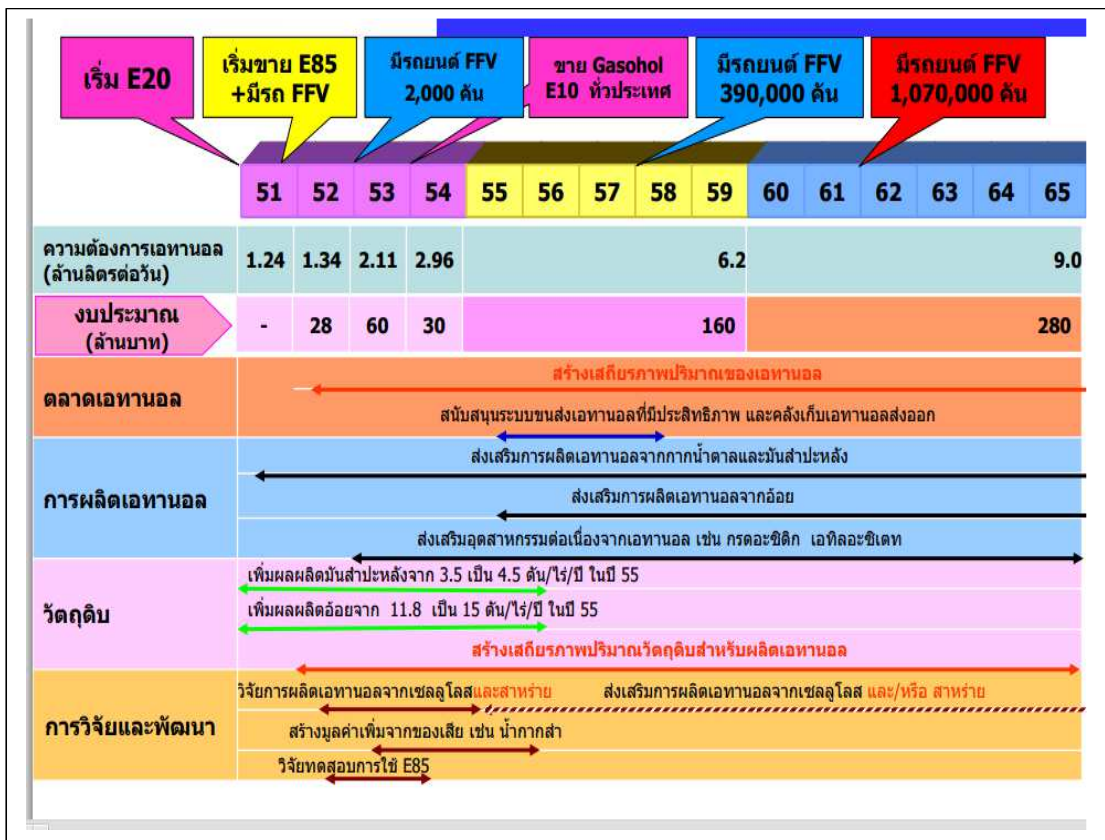 เริ่ม E20
เริ่มขาย E85
+มีรถ FFV
มีรถยนต์ FFV
2,000 คัน
ขาย Gasohol
E10 ทั่วประเทศ
มีรถยนต์ FFV
390,000 คัน
มีรถยนต์ FFV
1,070,000 คัน
51 52 53 54 55 56 57 58 59 60 61 62 63 64 65
ความต้องการเอทานอล
(ล้านลิตรต่อวัน)
1.24 1.34 2.11 2.96 6.2 9.0
งบประมาณ
(ล้านบาท)
- 28 60 30 160 280
ตลาดเอทานอล
สร้างเสถียรภาพปริมาณของเอทานอล
สนับสนุนระบบขนส่งเอทานอลที่มีประสิทธิภาพ และคลังเก็บเอทานอลส่งออก
การผลิตเอทานอล
ส่งเสริมการผลิตเอทานอลจากกากน้ำตาลและมันสำปะหลัง
ส่งเสริมการผลิตเอทานอลจากอ้อย
ส่งเสริมอุตสาหกรรมต่อเนื่องจากเอทานอล เช่น กรดอะซิติก เอทิลอะซิเตท
วัตถุดิบ
เพิ่มผลผลิตมันสำปะหลังจาก 3.5 เป็น 4.5 ตัน/ไร่/ปี ในปี 55
เพิ่มผลผลิตอ้อยจาก 11.8 เป็น 15 ตัน/ไร่/ปี ในปี 55
สร้างเสถียรภาพปริมาณวัตถุดิบสำหรับผลิตเอทานอล
การวิจัยและพัฒนา
วิจัยการผลิตเอทานอลจากเซลลูโลสและสาหร่าย
ส่งเสริมการผลิตเอทานอลจากเซลลูโลส และ/หรือ สาหร่าย
สร้างมูลค่าเพิ่มจากของเสีย เช่น น้ำกากส่า
วิจัยทดสอบการใช้ E85